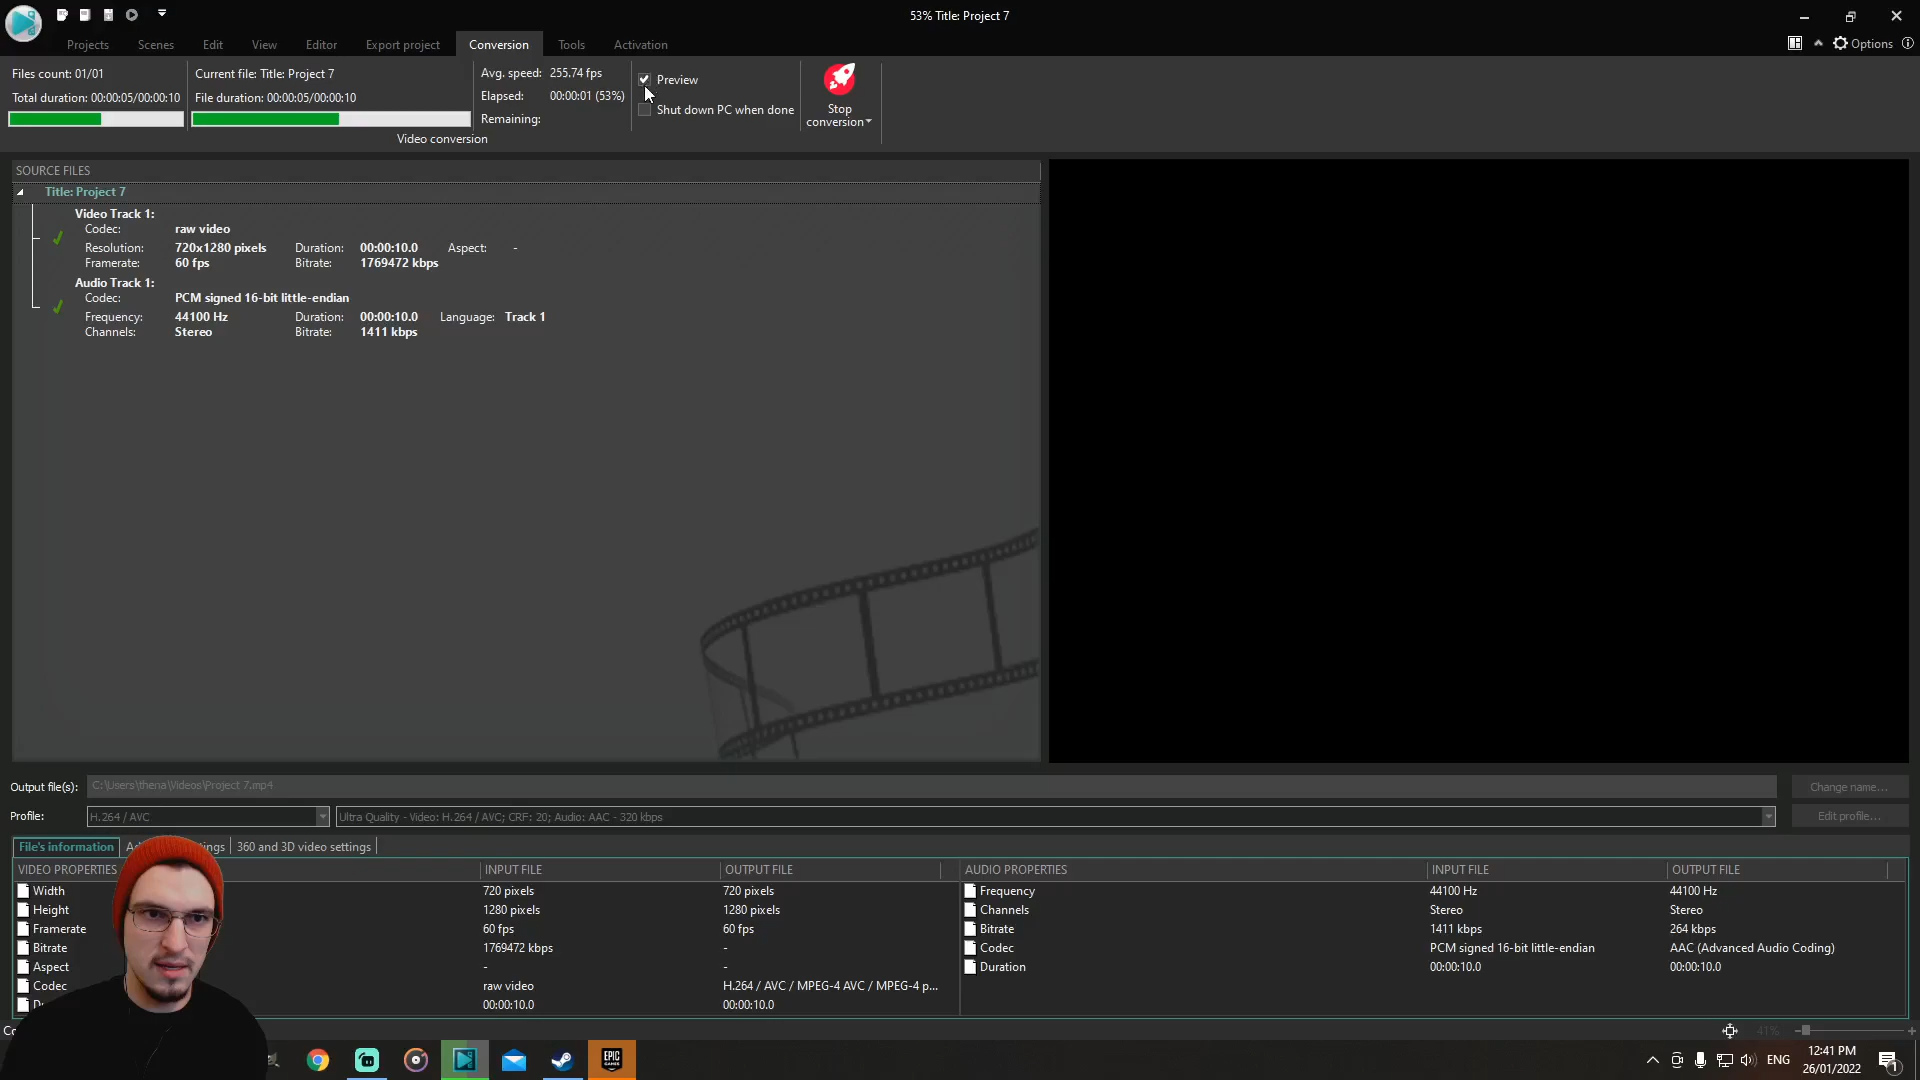 53% Title: Project 7
Projects Scenes Edit View Editor Export project Conversion Tools Activation
Options
Files count: 01/01
Total duration: 00:00:05/00:00:10
Current file: Title: Project 7
File duration: 00:00:05/00:00:10
Avg. speed: 255.74 fps
Elapsed: 00:00:01 (53%)
Remaining:
Preview
Shut down PC when done
Stop
conversion
Video conversion
SOURCE FILES
Title: Project 7
Video Track 1:
Codec: raw video
Resolution: 720x1280 pixels Duration: 00:00:10.0 Aspect: -
Framerate: 60 fps Bitrate: 1769472 kbps
Audio Track 1:
Codec: PCM signed 16-bit little-endian
Frequency: 44100 Hz Duration: 00:00:10.0 Language: Track 1
Channels: Stereo Bitrate: 1411 kbps
Output file(s): C:\Users\thena\Videos\Project 7.mp4 Change name...
Profile: H.264 / AVC Ultra Quality - Video: H.264 / AVC; CRF: 20; Audio: AAC - 320 kbps Edit profile...
File's information 360 and 3D video settings
VIDEO PROPERTIES INPUT FILE OUTPUT FILE
Width 720 pixels 720 pixels
Height 1280 pixels 1280 pixels
Framerate 60 fps 60 fps
Bitrate 1769472 kbps -
Aspect - -
Codec raw video H.264 / AVC / MPEG-4 AVC / MPEG-4 p...
00:00:10.0 00:00:10.0
AUDIO PROPERTIES INPUT FILE OUTPUT FILE
Frequency 44100 Hz 44100 Hz
Channels Stereo Stereo
Bitrate 1411 kbps 264 kbps
Codec PCM signed 16-bit little-endian AAC (Advanced Audio Coding)
Duration 00:00:10.0 00:00:10.0
41%
EPIC
GAMES
ENG
12:41 PM
26/01/2022
1